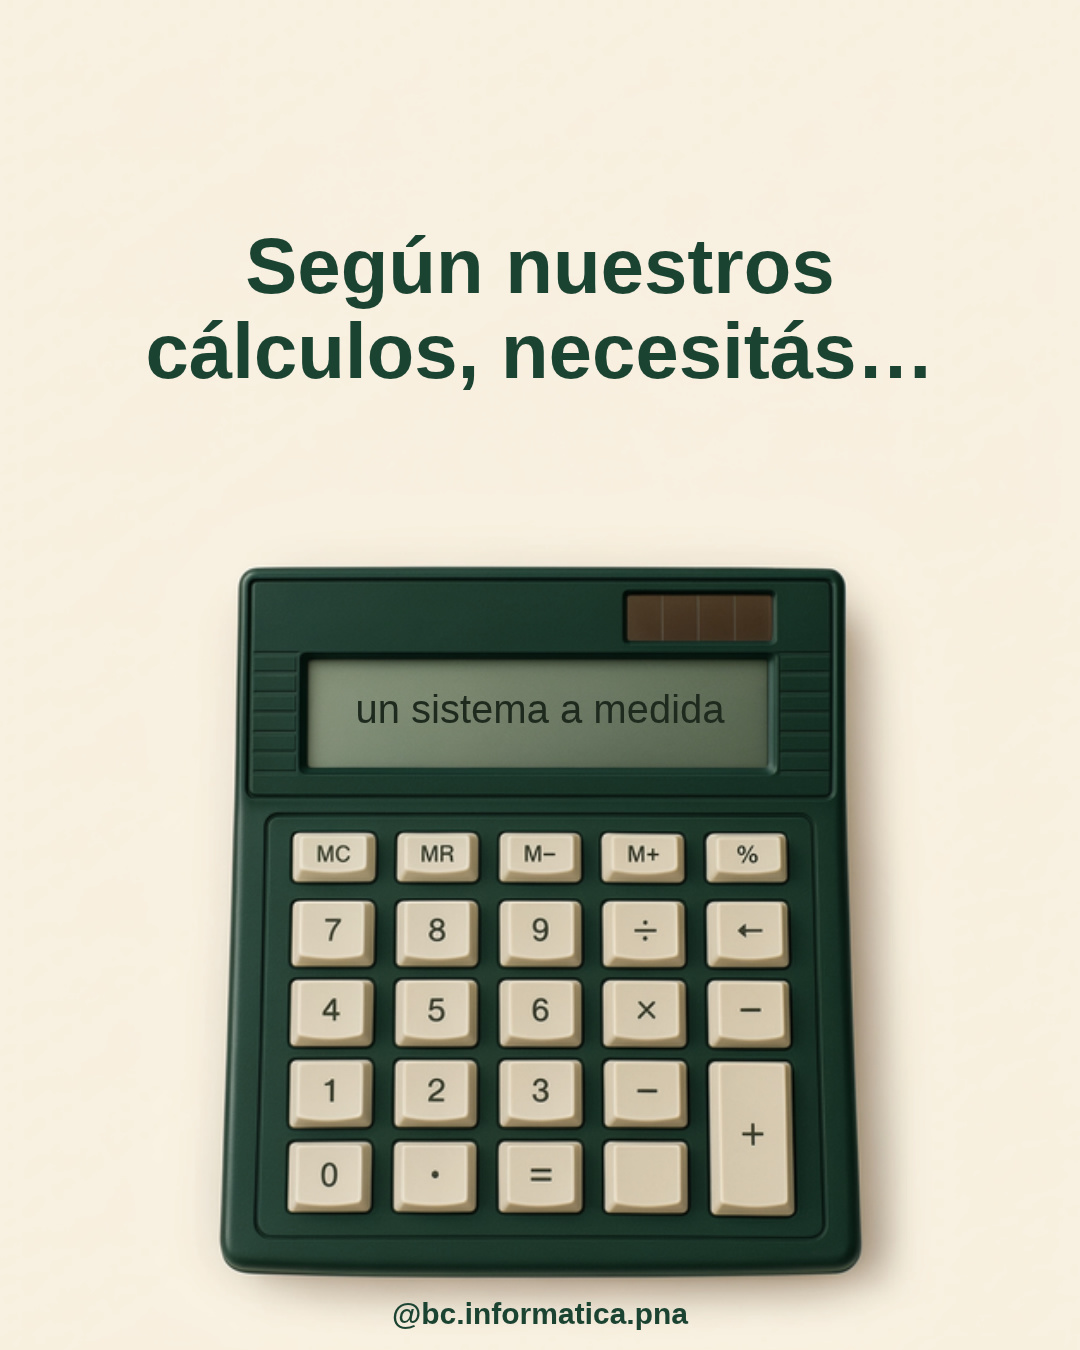 Según nuestros
cálculos, necesitás...
un sistema a medida
MC MR M− M+ %
7 8 9 ÷ ←
4 5 6 × −
1 2 3 −
+
0 · =
@bc.informatica.pna